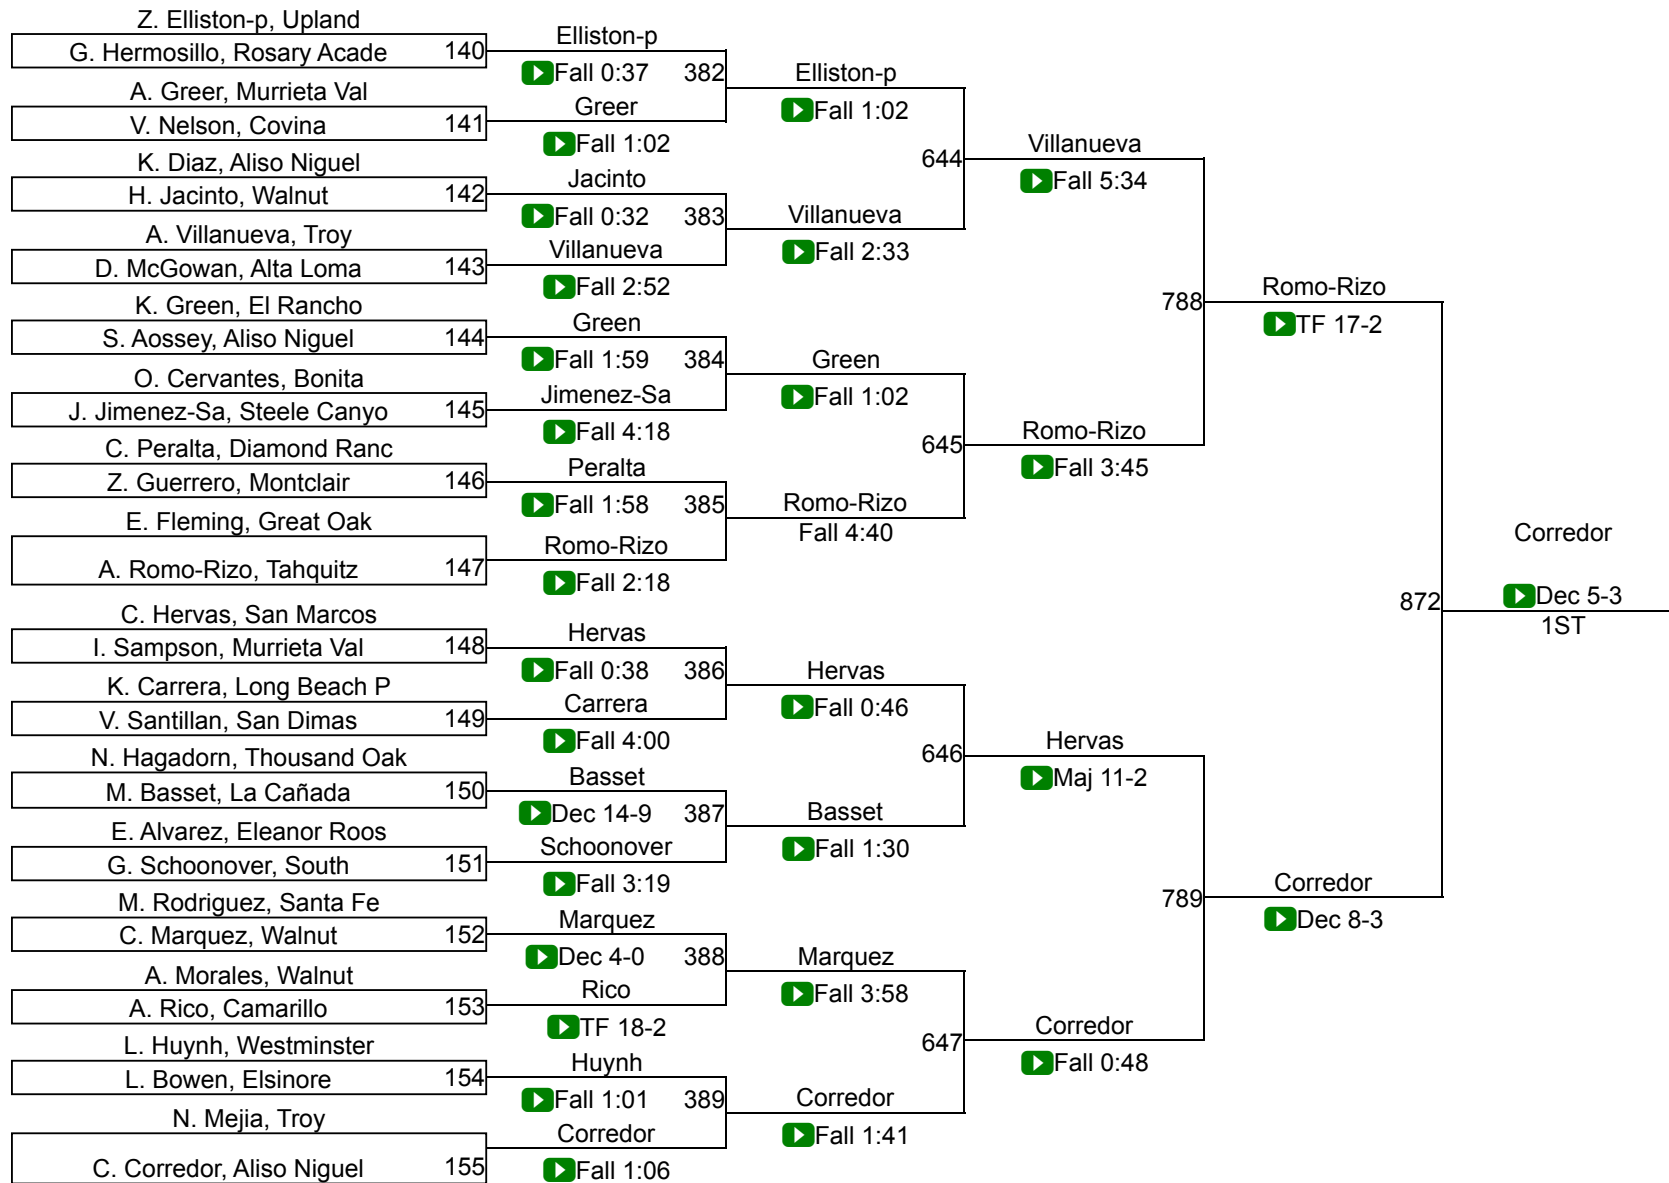 Z. Elliston-p, Upland
G. Hermosillo, Rosary Acade 140
A. Greer, Murrieta Val
V. Nelson, Covina 141
K. Diaz, Aliso Niguel
H. Jacinto, Walnut 142
A. Villanueva, Troy
D. McGowan, Alta Loma 143
K. Green, El Rancho
S. Aossey, Aliso Niguel 144
O. Cervantes, Bonita
J. Jimenez-Sa, Steele Canyo 145
C. Peralta, Diamond Ranc
Z. Guerrero, Montclair 146
E. Fleming, Great Oak
A. Romo-Rizo, Tahquitz 147
C. Hervas, San Marcos
I. Sampson, Murrieta Val 148
K. Carrera, Long Beach P
V. Santillan, San Dimas 149
N. Hagadorn, Thousand Oak
M. Basset, La Cañada 150
E. Alvarez, Eleanor Roos
G. Schoonover, South 151
M. Rodriguez, Santa Fe
C. Marquez, Walnut 152
A. Morales, Walnut
A. Rico, Camarillo 153
L. Huynh, Westminster
L. Bowen, Elsinore 154
N. Mejia, Troy
C. Corredor, Aliso Niguel 155
Elliston-p
Fall 0:37 382
Greer
Fall 1:02
Jacinto
Fall 0:32 383
Villanueva
Fall 2:52
Green
Fall 1:59 384
Jimenez-Sa
Fall 4:18
Peralta
Fall 1:58 385
Romo-Rizo
Fall 2:18
Hervas
Fall 0:38 386
Carrera
Fall 4:00
Basset
Dec 14-9 387
Schoonover
Fall 3:19
Marquez
Dec 4-0 388
Rico
TF 18-2
Huynh
Fall 1:01 389
Corredor
Fall 1:06
Elliston-p
Fall 1:02
644
Villanueva
Fall 2:33
Green
Fall 1:02
645
Romo-Rizo
Fall 4:40
Hervas
Fall 0:46
646
Basset
Fall 1:30
Marquez
Fall 3:58
647
Corredor
Fall 1:41
Villanueva
Fall 5:34
788
Romo-Rizo
Fall 3:45
Hervas
Maj 11-2
789
Corredor
Fall 0:48
Romo-Rizo
TF 17-2
872
Corredor
Dec 8-3
Corredor
Dec 5-3
1ST